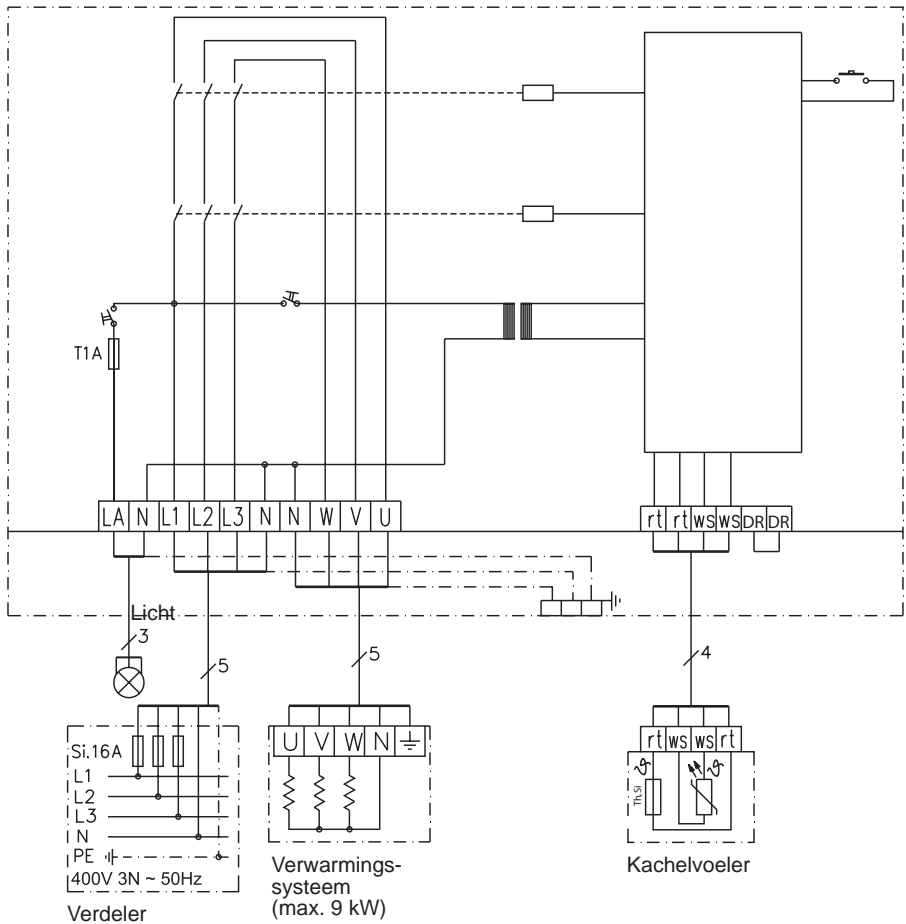 T1A
LA N L1 L2 L3 N N W V U
rt rt ws ws DR DR
Licht
3
5
5
4
Si.16A
L1
L2
L3
N
PE
400V 3N ~ 50Hz
Verdeler
U V W N
Verwarmings-
systeem
(max. 9 kW)
rt ws ws rt
Th,Si
ϑ
ϑ
Kachelvoeler